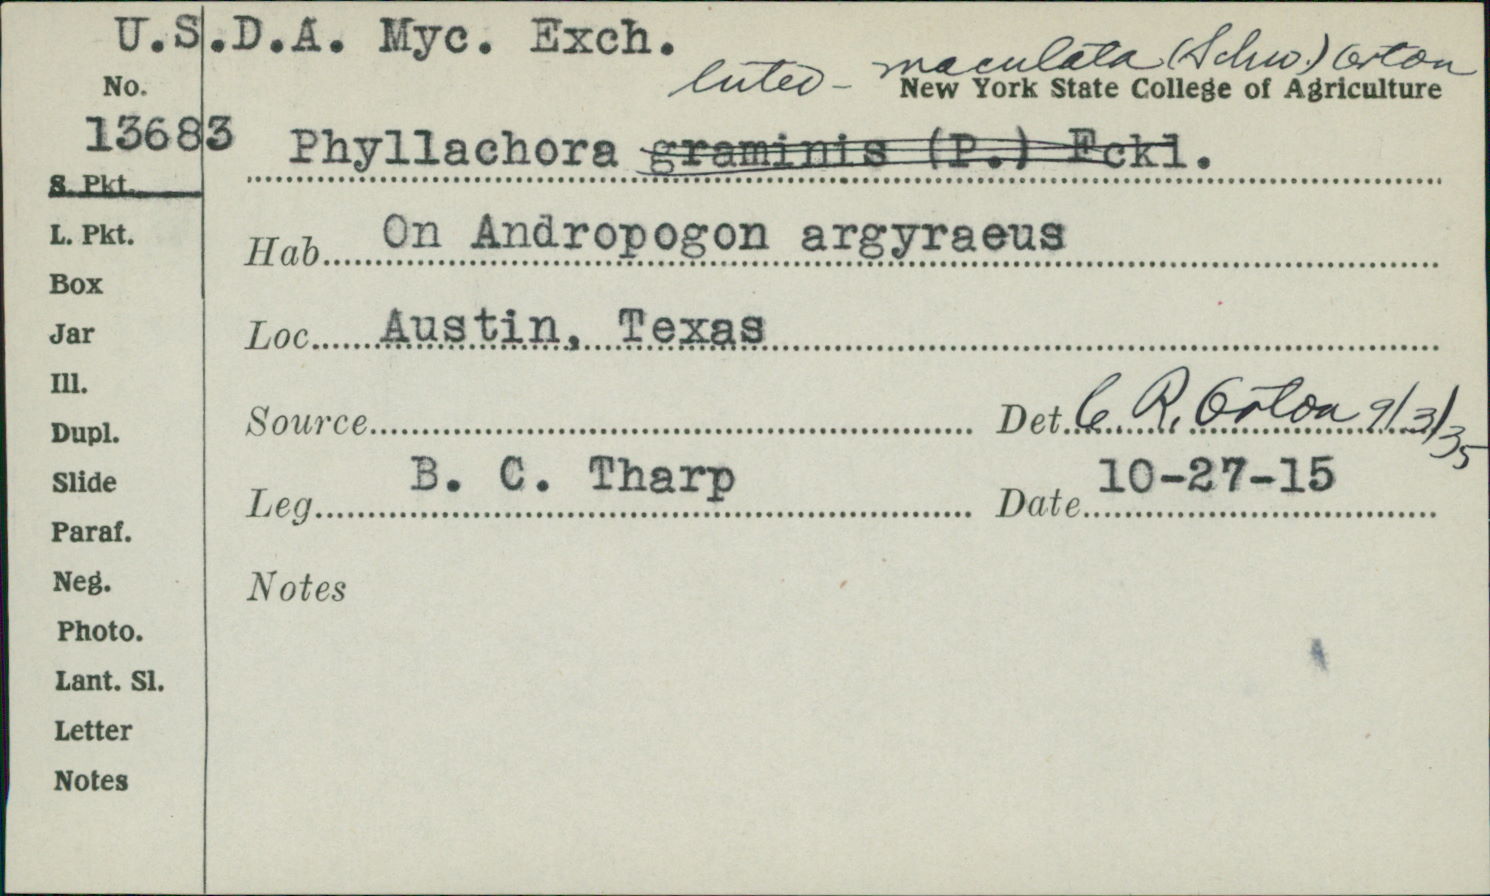 U.S.D.A. Myc. Exch.
luteo-maculata (Schw.) Orton
No.
New York State College of Agriculture
13683
Phyllachora graminis (P.) Fckl.
S. Pkt.
L. Pkt.
Hab. On Andropogon argyraeus
Box
Jar
Loc. Austin, Texas
Ill.
Dupl.
Source Det. C. R. Orton 9/3/35
Slide
Leg. B. C. Tharp Date 10-27-15
Paraf.
Neg.
Notes
Photo.
Lant. Sl.
Letter
Notes